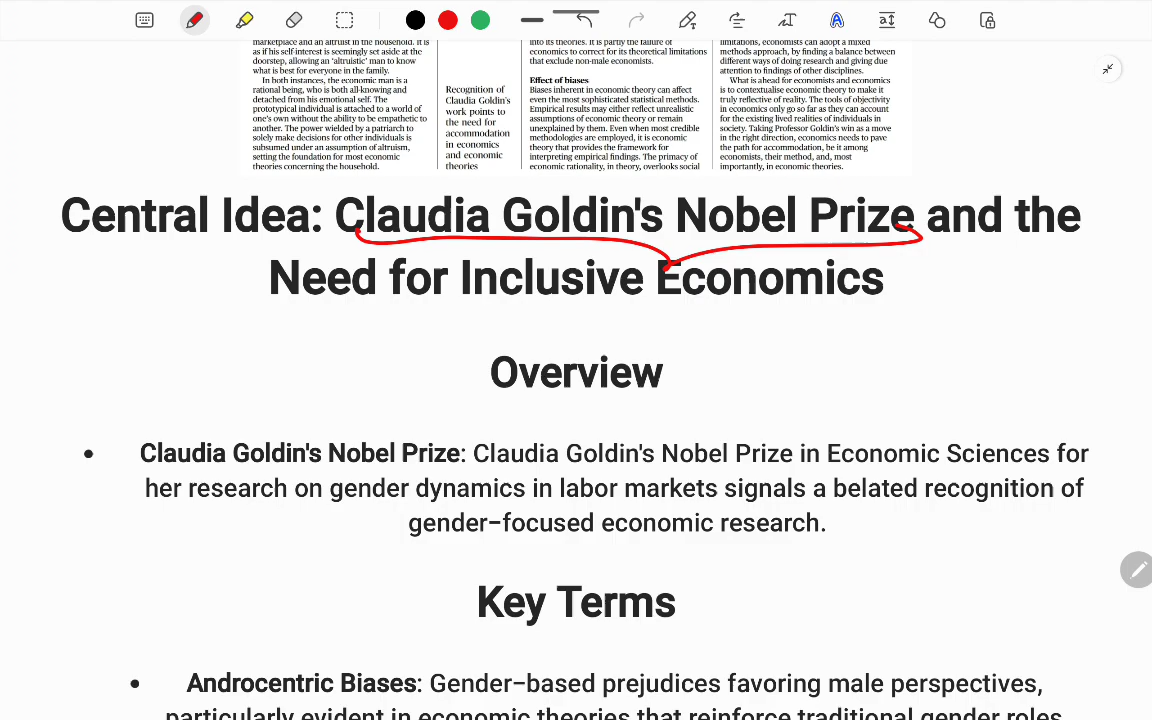 marketplace and an altruist in the household. It is
as if his self-interest is seemingly set aside at the
doorstep, allowing an ‘altruistic’ man to know
what is best for everyone in the family.
In both instances, the economic man is a
rational being, who is both all-knowing and
detached from his emotional self. The
prototypical individual is attached to a world of
one's own without the ability to be empathetic to
another. The power wielded by a patriarch to
solely make decisions for other individuals is
subsumed under an assumption of altruism,
setting the foundation for most economic
theories concerning the household.
Recognition of
Claudia Goldin's
work points to
the need for
accommodation
in economics
and economic
theories
into its theories. It is partly the failure of
economics to correct for its theoretical limitations
that exclude non-male economists.
Effect of biases
Biases inherent in economic theory can affect
even the most sophisticated statistical methods.
Empirical results may either reflect unrealistic
assumptions of economic theory or remain
unexplained by them. Even when most credible
methodologies are employed, it is economic
theory that provides the framework for
interpreting empirical findings. The primacy of
economic rationality, in theory, overlooks social
limitations, economists can adopt a mixed
methods approach, by finding a balance between
different ways of doing research and giving due
attention to findings of other disciplines.
What is ahead for economists and economics
is to contextualise economic theory to make it
truly reflective of reality. The tools of objectivity
in economics only go so far as they can account
for the existing lived realities of individuals in
society. Taking Professor Goldin's win as a move
in the right direction, economics needs to pave
the path for accommodation, be it among
economists, their method, and, most
importantly, in economic theories.
Central Idea: Claudia Goldin's Nobel Prize and the
Need for Inclusive Economics
Overview
• Claudia Goldin's Nobel Prize: Claudia Goldin's Nobel Prize in Economic Sciences for
her research on gender dynamics in labor markets signals a belated recognition of
gender-focused economic research.
Key Terms
• Androcentric Biases: Gender-based prejudices favoring male perspectives,
particularly evident in economic theories that reinforce traditional gender roles